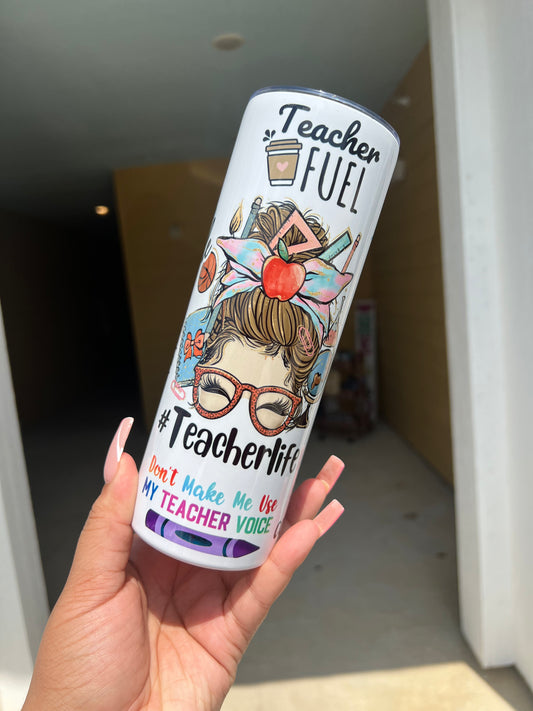 Teacher
FUEL
#Teacherlife
Don't Make Me Use
MY TEACHER VOICE